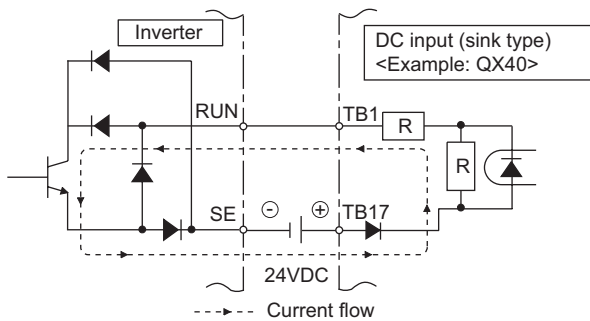 Inverter
DC input (sink type)
<Example: QX40>
RUN
TB1
R
R
SE
⊖
⊕
TB17
24VDC
Current flow